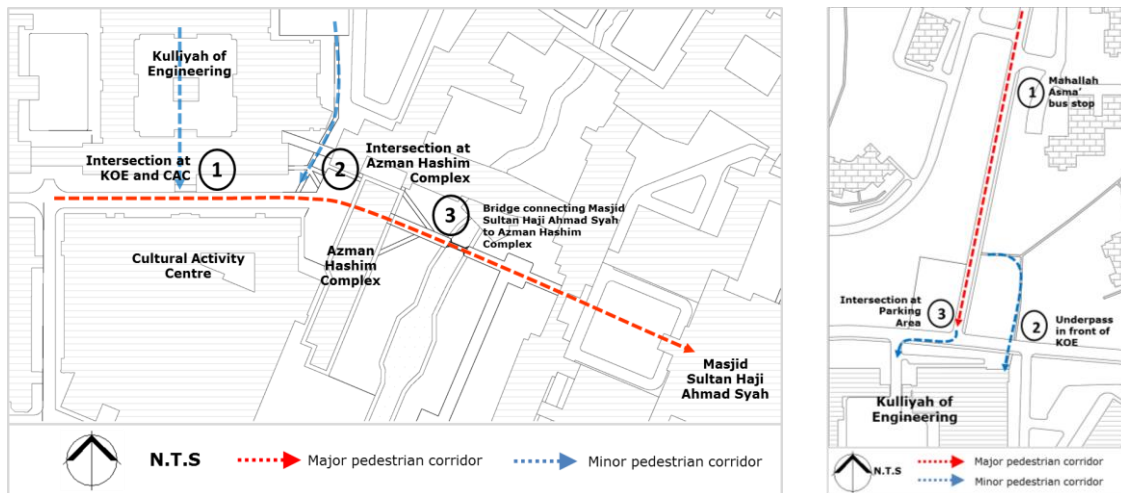 Kulliyah of
Engineering
Intersection at
KOE and CAC
1
2
Intersection at
Azman Hashim
Complex
3
Bridge connecting Masjid
Sultan Haji Ahmad Syah
to Azman Hashim
Complex
Cultural Activity
Centre
Azman
Hashim
Complex
Masjid
Sultan Haji
Ahmad Syah
N.T.S
Major pedestrian corridor
Minor pedestrian corridor
1
Mahallah
Asma'
bus stop
Intersection at
Parking
Area
3
2
Underpass
in front of
KOE
Kulliyah of
Engineering
N.T.S
Major pedestrian corridor
Minor pedestrian corridor